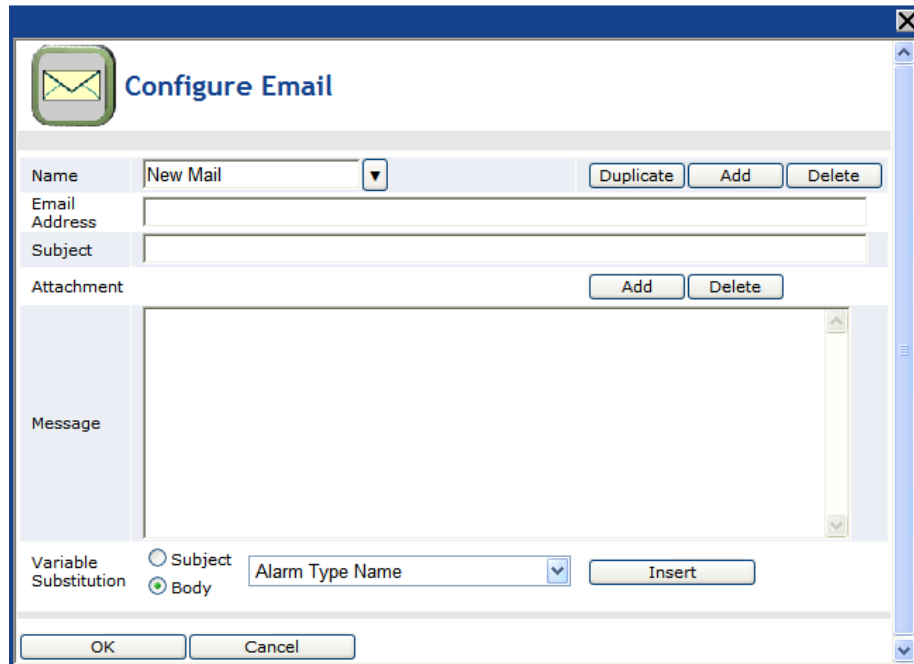 Configure Email
Name New Mail Duplicate Add Delete
Email
Address
Subject
Attachment Add Delete
Message
Variable
Substitution
Subject
Body
Alarm Type Name Insert
OK Cancel